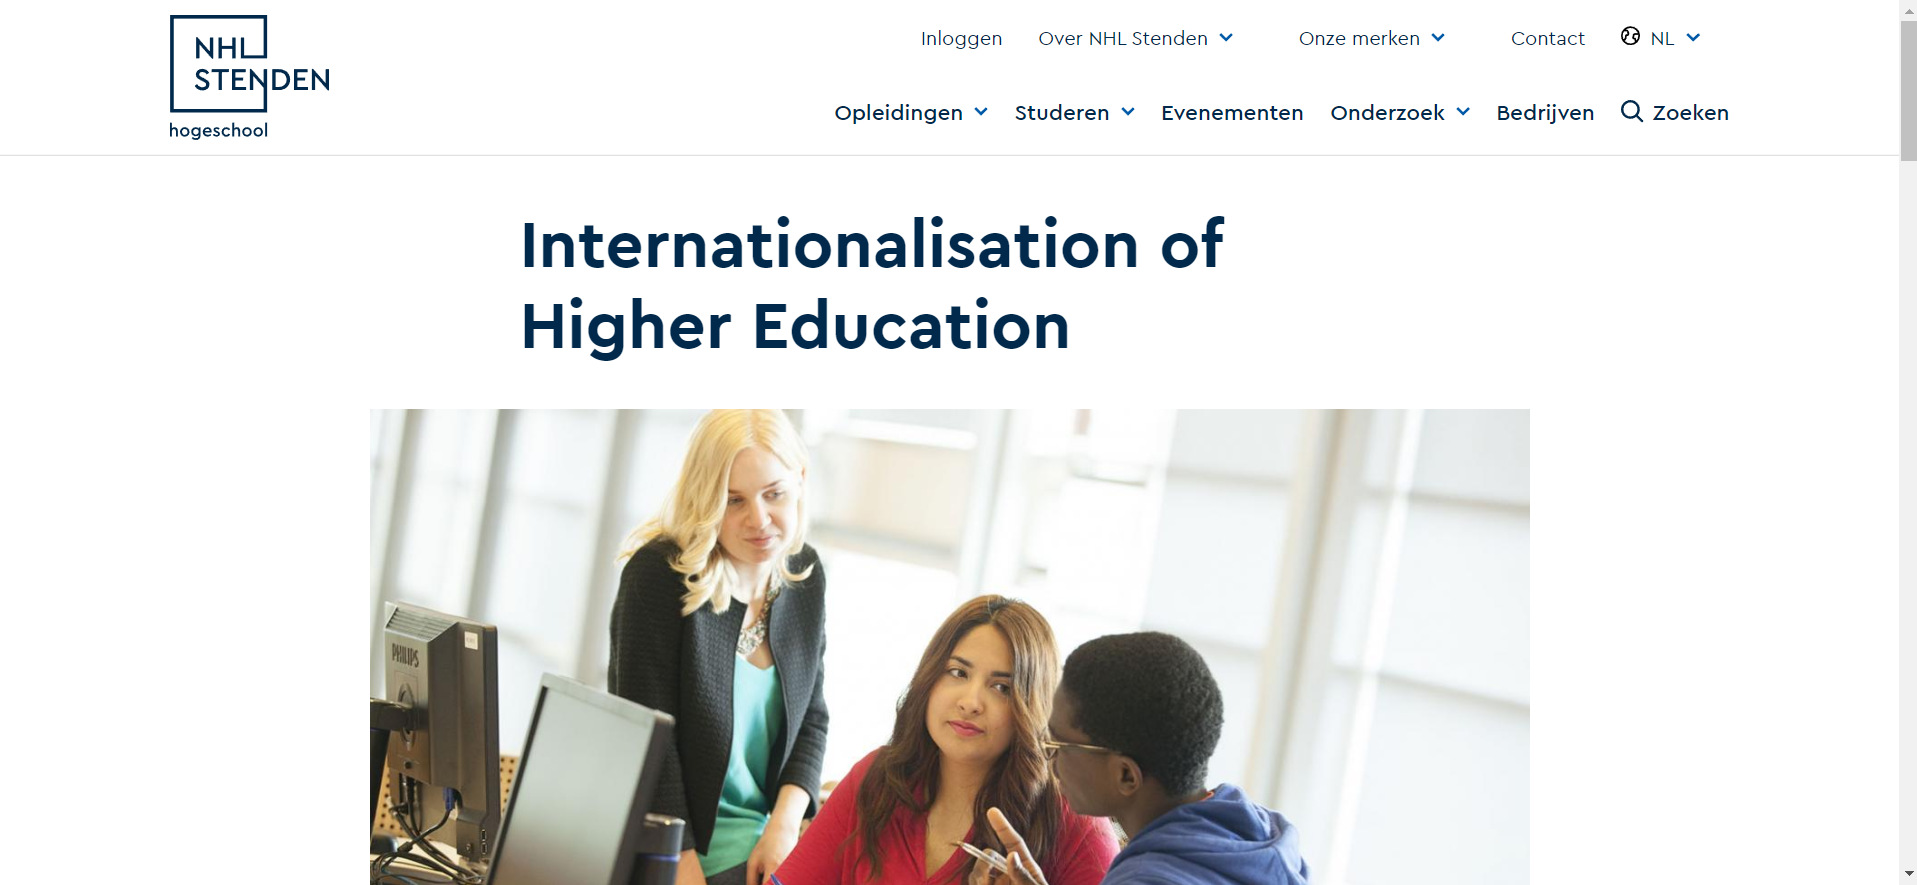 NHL
STENDEN
hogeschool
Inloggen
Over NHL Stenden
Onze merken
Contact
NL
Opleidingen
Studeren
Evenementen
Onderzoek
Bedrijven
Zoeken
Internationalisation of
Higher Education
PHILIPS